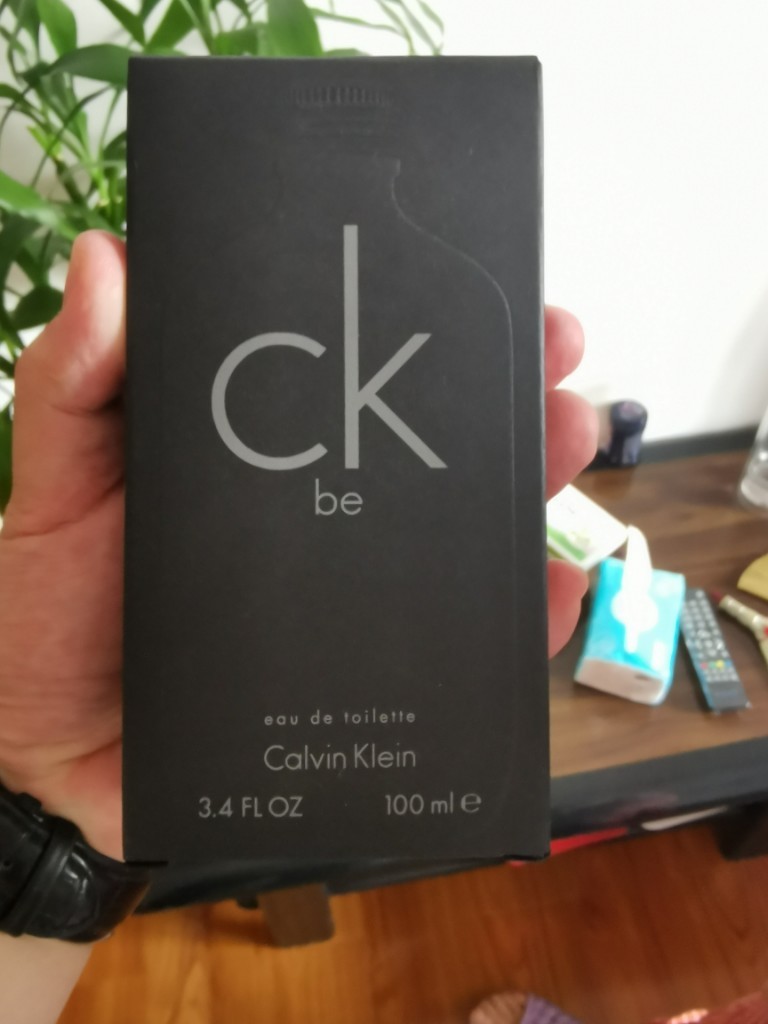 ck
be
eau de toilette
Calvin Klein
3.4 FL OZ 100 ml ℮